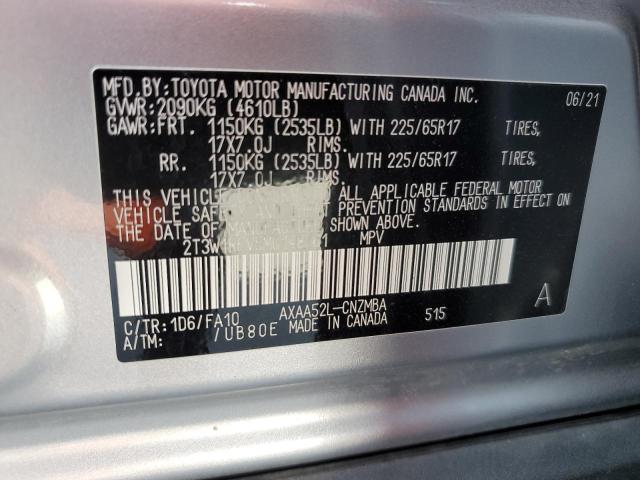 MFD. BY: TOYOTA MOTOR MANUFACTURING CANADA INC.
06/21
GVWR: 2090KG (4610LB)
GAWR: FRT. 1150KG (2535LB) WITH 225/65R17 TIRES,
17X7.0J RIMS.
RR. 1150KG (2535LB) WITH 225/65R17 TIRES,
17X7.0J RIMS.
THIS VEHICLE ALL APPLICABLE FEDERAL MOTOR
VEHICLE PREVENTION STANDARDS IN EFFECT ON
THE DATE OF SHOWN ABOVE.
MPV
A
C/TR: 1D6/FA10 AXAA52L-CNZMBA 515
A/TM: /UB80E MADE IN CANADA